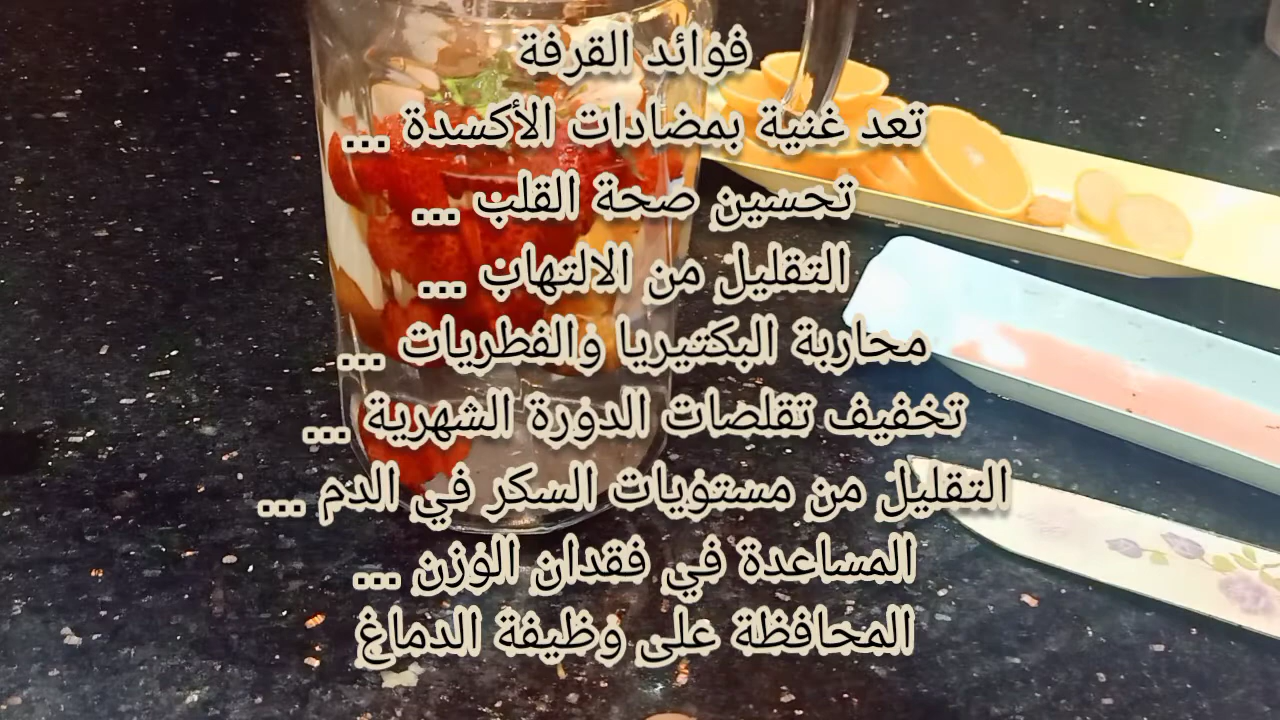 فوائد القرفة
تعد غنية بمضادات الأكسدة ...
تحسين صحة القلب ...
التقليل من الالتهاب ...
محاربة البكتيريا والفطريات ...
تخفيف تقلصات الدورة الشهرية ...
التقليل من مستويات السكر في الدم ...
المساعدة في فقدان الوزن ...
المحافظة على وظيفة الدماغ